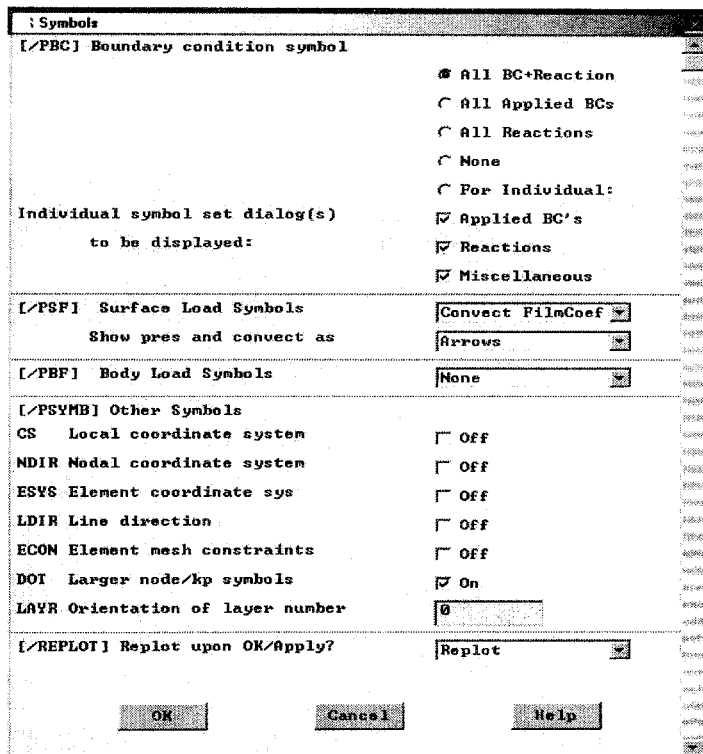 Symbols
[/PBC] Boundary condition symbol
All BC+Reaction
All Applied BCs
All Reactions
None
For Individual:
Individual symbol set dialog(s)
to be displayed:
Applied BC's
Reactions
Miscellaneous
[/PSF] Surface Load Symbols
Convect FilmCoef
Show pres and convect as
Arrows
[/PBF] Body Load Symbols
None
[/PSYMB] Other Symbols
CS Local coordinate system
Off
NDIR Nodal coordinate system
Off
ESYS Element coordinate sys
Off
LDIR Line direction
Off
ECON Element mesh constraints
Off
DOT Larger node/kp symbols
On
LAYR Orientation of layer number
0
[/REPLOT] Replot upon OK/Apply?
Replot
OK
Cancel
Help